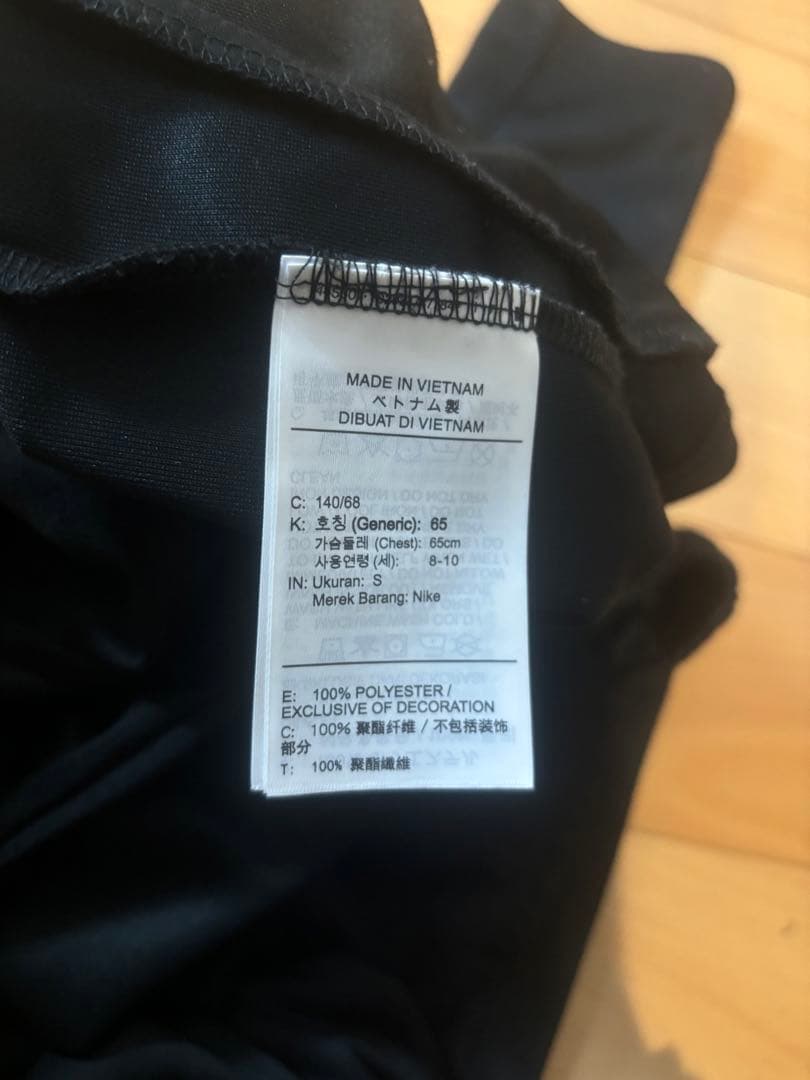 MADE IN VIETNAM
ベトナム製
DIBUAT DI VIETNAM
C: 140/68
K: 호칭 (Generic): 65
가슴둘레 (Chest): 65cm
사용연령 (세): 8-10
IN: Ukuran: S
Merek Barang: Nike
E: 100% POLYESTER /
EXCLUSIVE OF DECORATION
C: 100% 聚酯纤维 / 不包括装饰
部分
T: 100% 聚酯纖維